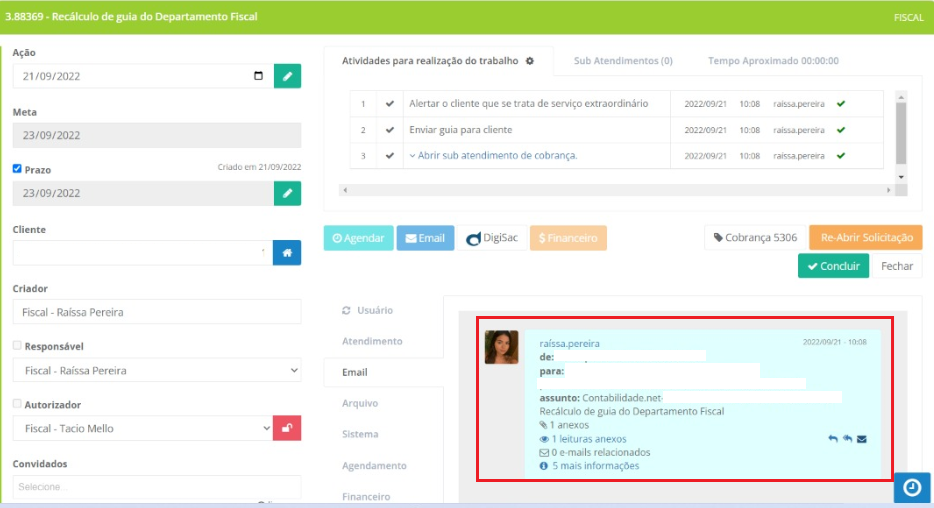 3.88369 - Recálculo de guia do Departamento Fiscal
FISCAL
Ação
21/09/2022
Meta
23/09/2022
Prazo
Criado em 21/09/2022
23/09/2022
Cliente
Criador
Fiscal - Raíssa Pereira
Responsável
Fiscal - Raíssa Pereira
Autorizador
Fiscal - Tacio Mello
Convidados
Selecione...
Atividades para realização do trabalho
Sub Atendimentos (0)
Tempo Aproximado 00:00:00
1 Alertar o cliente que se trata de serviço extraordinário 2022/09/21 10:08 raissa.pereira
2 Enviar guia para cliente 2022/09/21 10:08 raissa.pereira
3 Abrir sub atendimento de cobrança. 2022/09/21 10:08 raissa.pereira
Agendar
Email
DigiSac
$ Financeiro
Cobrança 5306
Re-Abrir Solicitação
Concluir
Fechar
Usuário
Atendimento
Email
Arquivo
Sistema
Agendamento
Financeiro
raíssa.pereira
2022/09/21 - 10:08
de:
para:
assunto: Contabilidade.net-
Recálculo de guia do Departamento Fiscal
1 anexos
1 leituras anexos
0 e-mails relacionados
5 mais informações